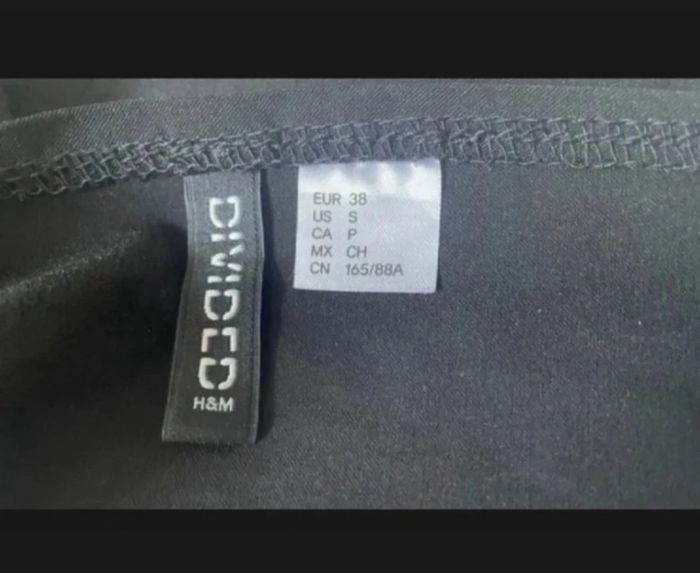 DIVIDED
H&M
EUR 38
US S
CA P
MX CH
CN 165/88A